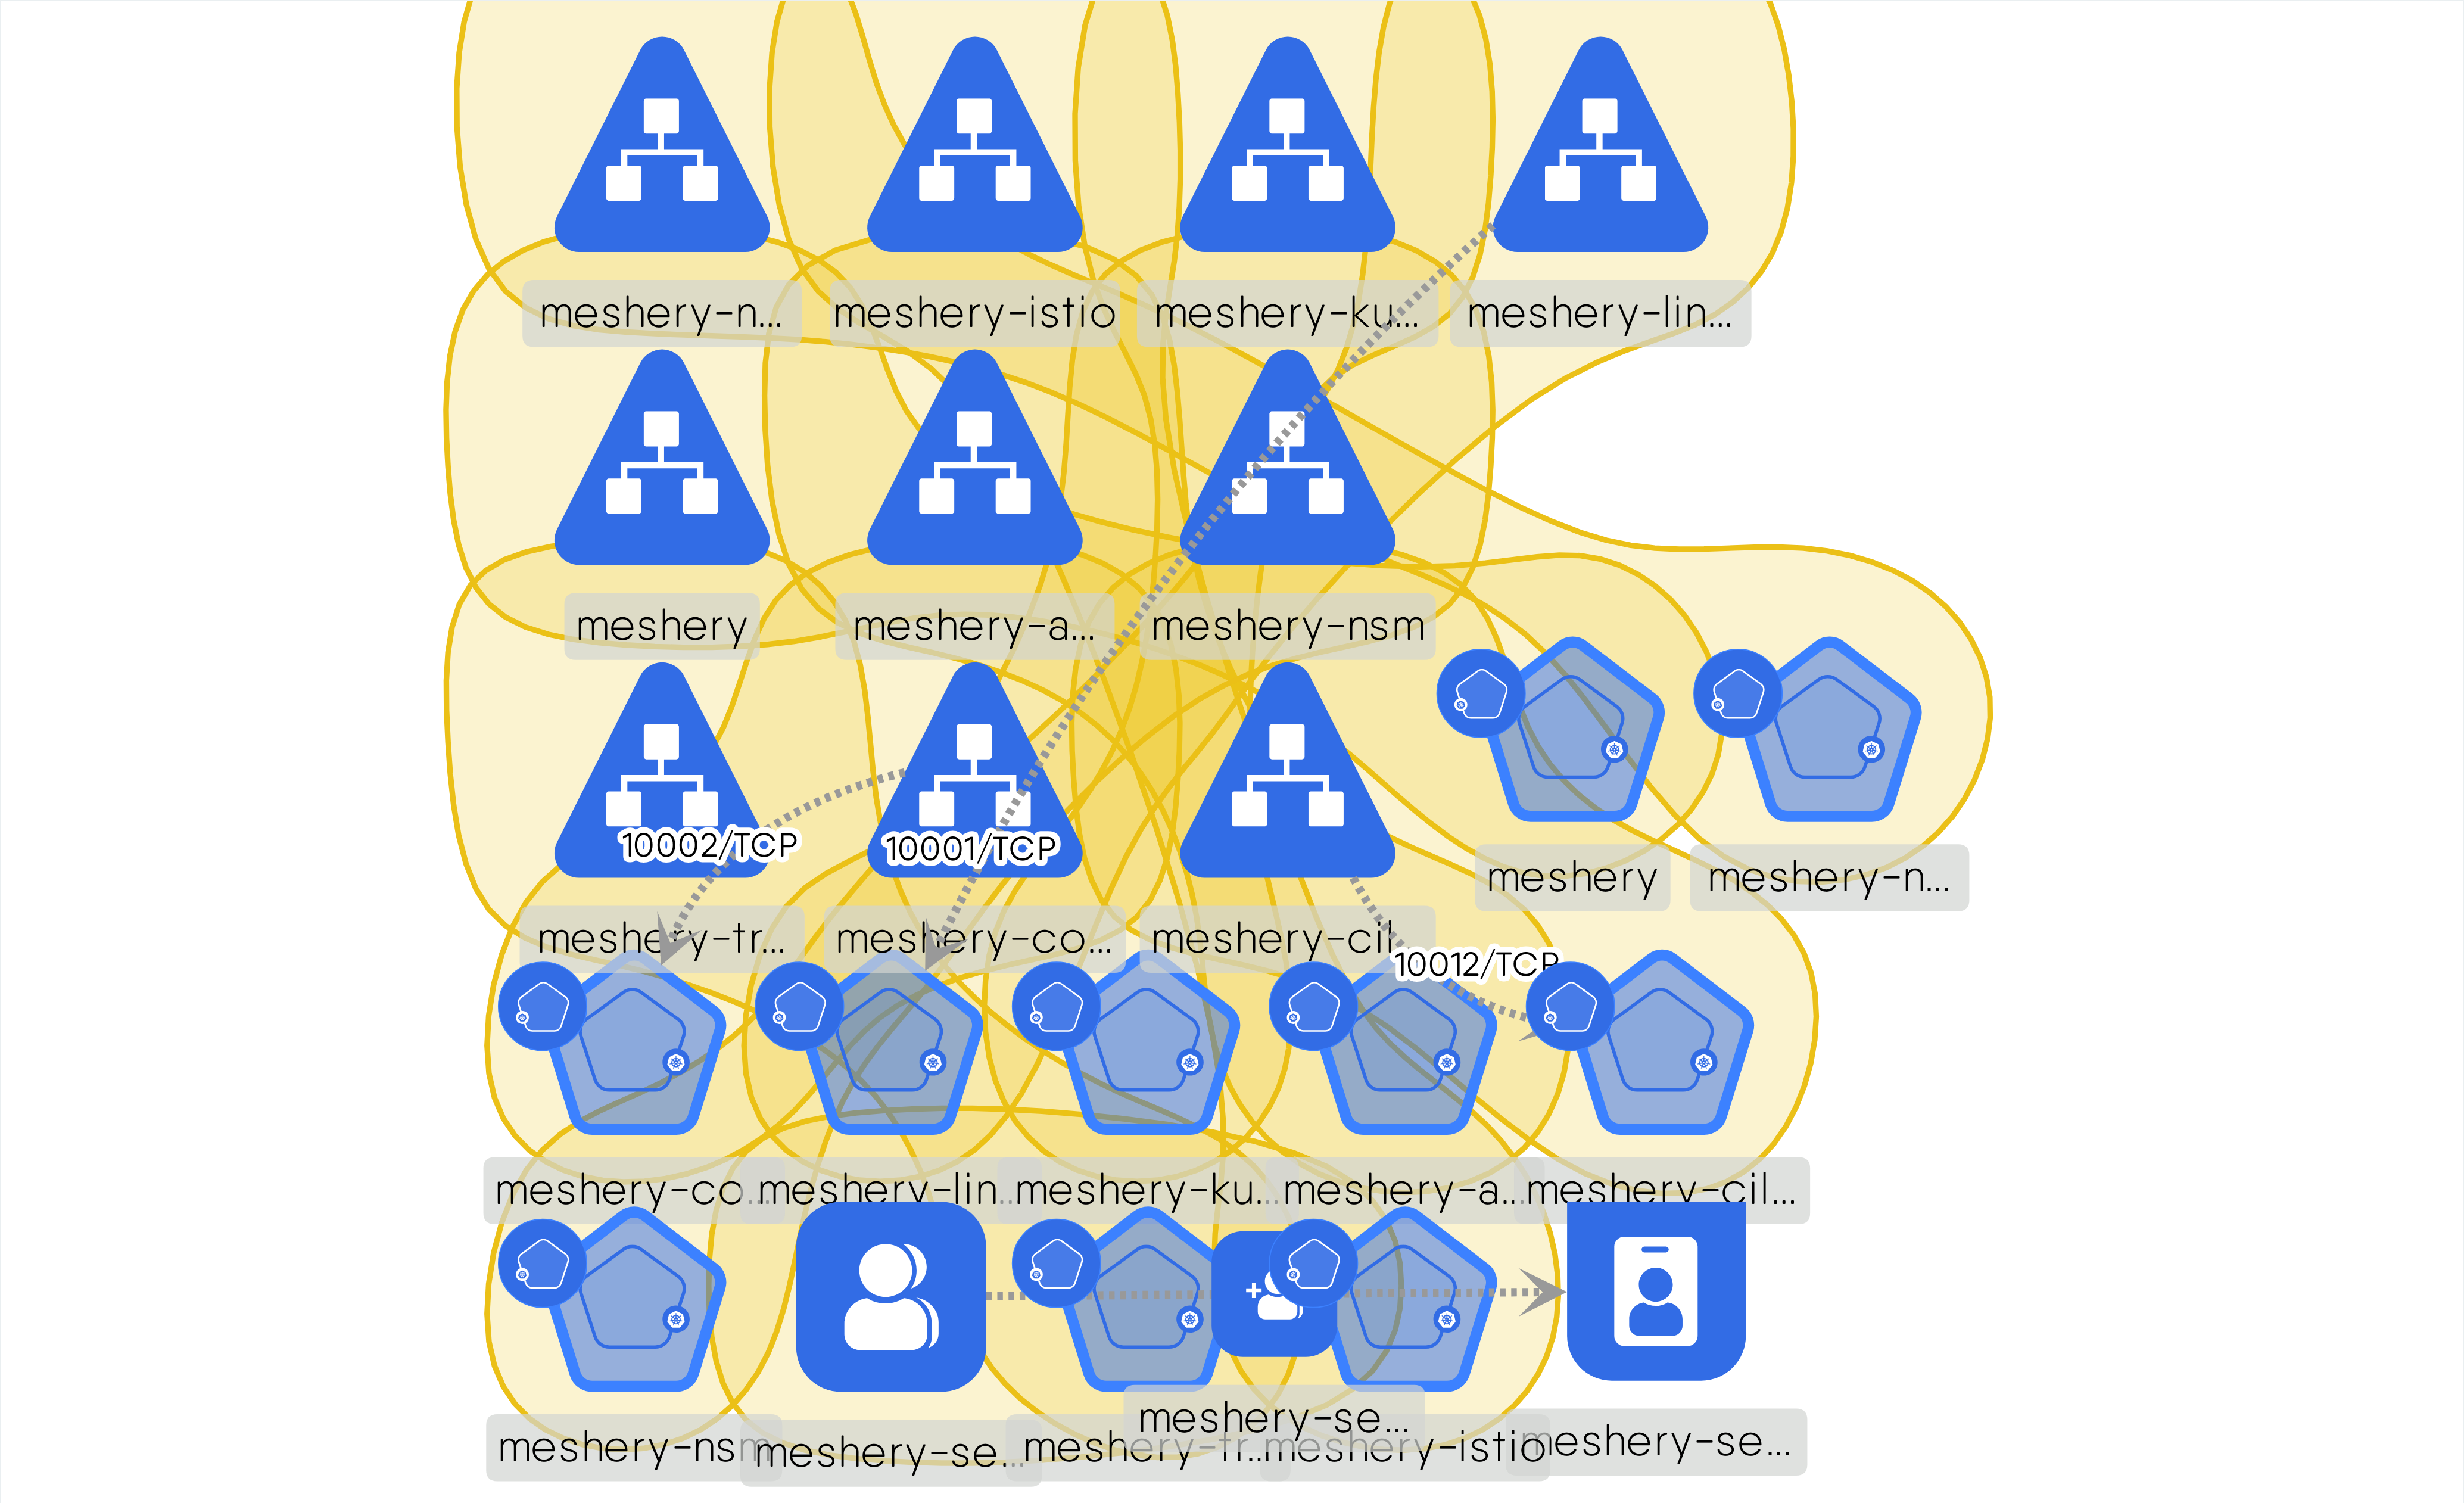 meshery-n...
meshery-istio
meshery-ku...
meshery-lin...
meshery
meshery-a...
meshery-nsm
10002/TCP
10001/TCP
meshery
meshery-n...
meshery-tr...
meshery-co...
meshery-cil...
10012/TCP
meshery-co...
meshery-lin...
meshery-ku...
meshery-a...
meshery-cil...
meshery-se...
meshery-nsm
meshery-se...
meshery-tr...
meshery-istio
meshery-se...